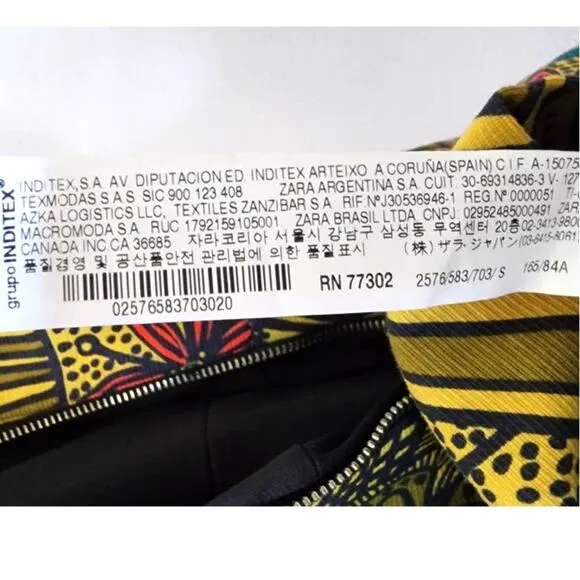 grupo INDITEX®
INDITEX,S.A. AV. DIPUTACION ED. INDITEX ARTEIXO A CORUÑA(SPAIN) C.I.F. A-15075
TEXMODAS S.A.S. SIC 900 123 408 ZARA ARGENTINA S.A. CUIT: 30-69314836-3 V- 127
AZKA LOGISTICS LLC, TEXTILES ZANZIBAR S.A. RIF:NºJ30536946-1 REG Nº 0000051
MACROMODA S.A. RUC 1792159105001 ZARA BRASIL LTDA. CNPJ: 02952485000491
CANADA INC.CA 36685 자라코리아 서울시 강남구 삼성동 무역센터 20층 02-3413-9800
품질경영 및 공산품안전 관리법에 의한 품질표시 (株) ザラ・ジャパン
RN 77302 2576/583/703/ S 165/84A
02576583703020